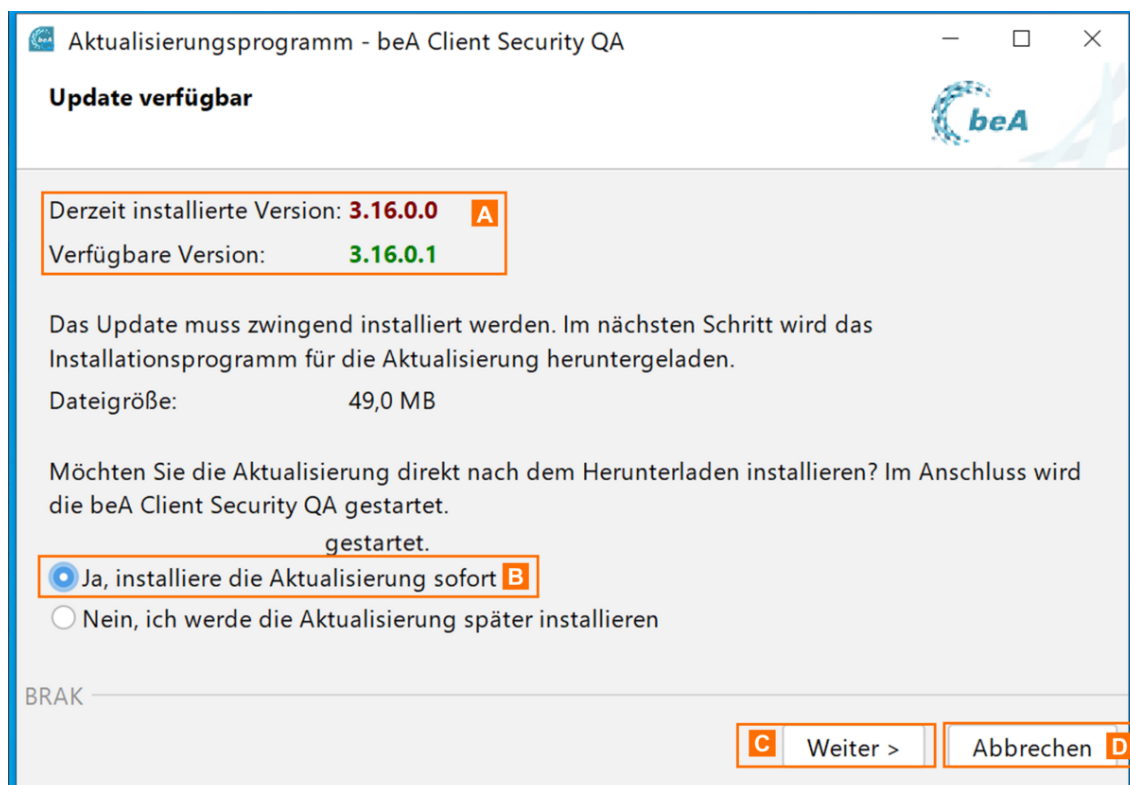 Aktualisierungsprogramm - beA Client Security QA
Update verfügbar
beA
Derzeit installierte Version: 3.16.0.0 A
Verfügbare Version: 3.16.0.1
Das Update muss zwingend installiert werden. Im nächsten Schritt wird das
Installationsprogramm für die Aktualisierung heruntergeladen.
Dateigröße: 49,0 MB
Möchten Sie die Aktualisierung direkt nach dem Herunterladen installieren? Im Anschluss wird
die beA Client Security QA gestartet.
gestartet.
Ja, installiere die Aktualisierung sofort B
Nein, ich werde die Aktualisierung später installieren
BRAK
C Weiter > Abbrechen D